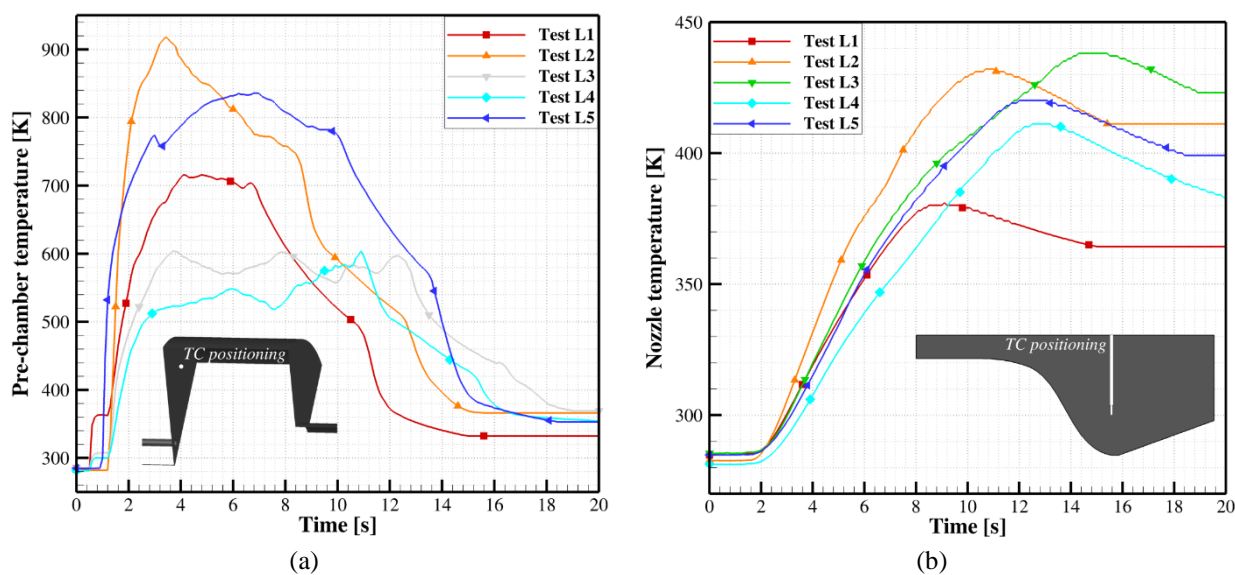 Pre-chamber temperature [K]
900
800
700
600
500
400
300
0 2 4 6 8 10 12 14 16 18 20
Time [s]
Test L1
Test L2
Test L3
Test L4
Test L5
TC positioning
(a)
Nozzle temperature [K]
450
400
350
300
0 2 4 6 8 10 12 14 16 18 20
Time [s]
Test L1
Test L2
Test L3
Test L4
Test L5
TC positioning
(b)